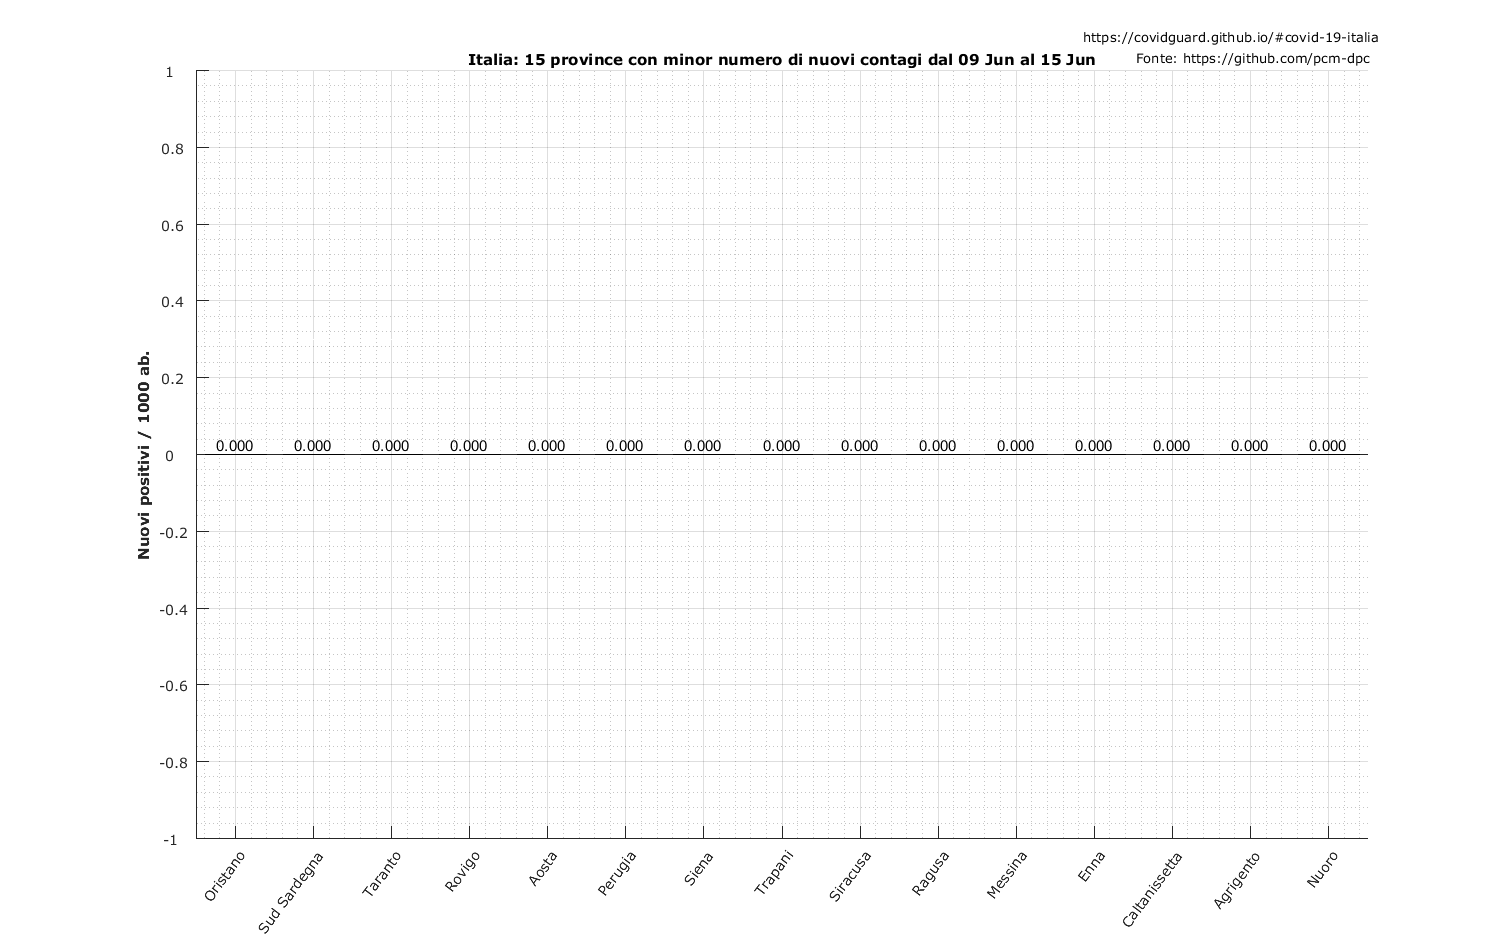 https://covidguard.github.io/#covid-19-italia
Italia: 15 province con minor numero di nuovi contagi dal 09 Jun al 15 Jun
Fonte: https://github.com/pcm-dpc
Nuovi positivi / 1000 ab.
1
0.8
0.6
0.4
0.2
0
-0.2
-0.4
-0.6
-0.8
-1
0.000 0.000 0.000 0.000 0.000 0.000 0.000 0.000 0.000 0.000 0.000 0.000 0.000 0.000 0.000
Oristano
Sud Sardegna
Taranto
Rovigo
Aosta
Perugia
Siena
Trapani
Siracusa
Ragusa
Messina
Enna
Caltanissetta
Agrigento
Nuoro